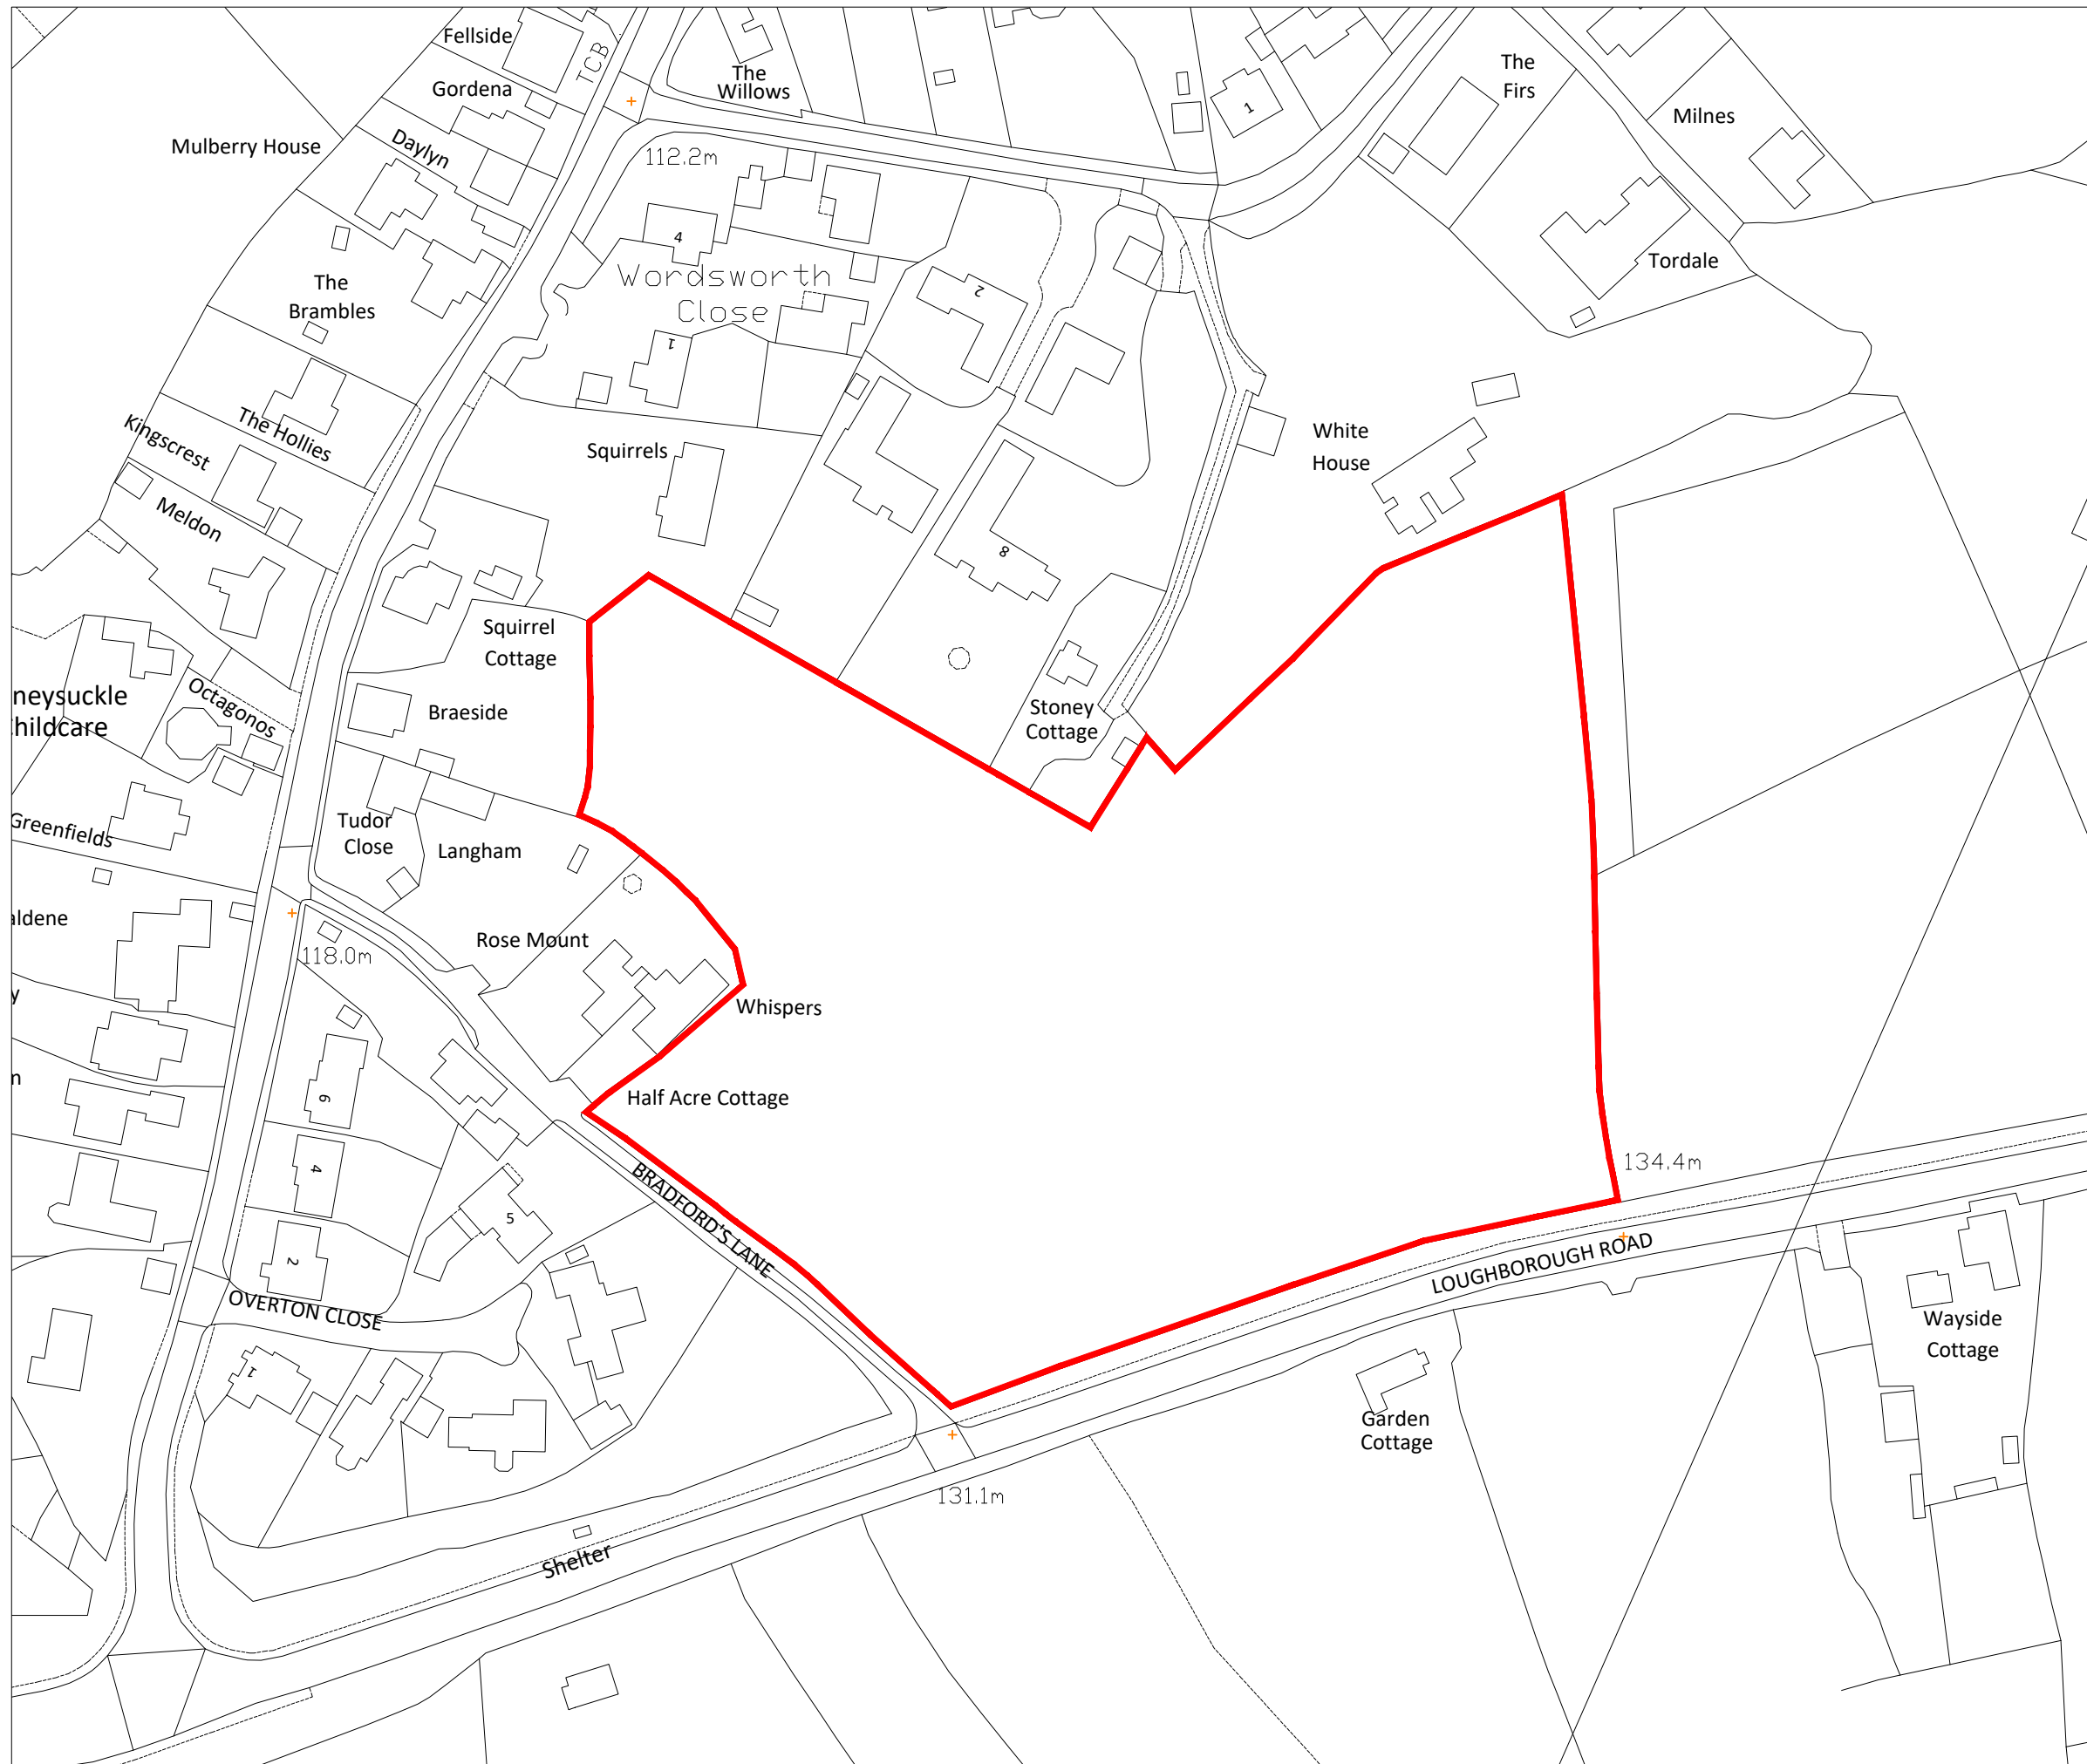 Fellside
TCB
The
Willows
Gordena
The
Firs
Milnes
1
Mulberry House
Daylyn
112.2m
4
Wordsworth
Close
2
Tordale
The
Brambles
1
The Hollies
Kingscrest
Squirrels
White
House
Meldon
8
Squirrel
Cottage
neysuckle
hildcare
Octagonos
Braeside
Stoney
Cottage
Greenfields
Tudor
Close
Langham
aldene
Rose Mount
118.0m
y
Whispers
n
6
Half Acre Cottage
4
BRADFORD'S LANE
134.4m
5
2
LOUGHBOROUGH ROAD
OVERTON CLOSE
Wayside
Cottage
1
Garden
Cottage
131.1m
Shelter